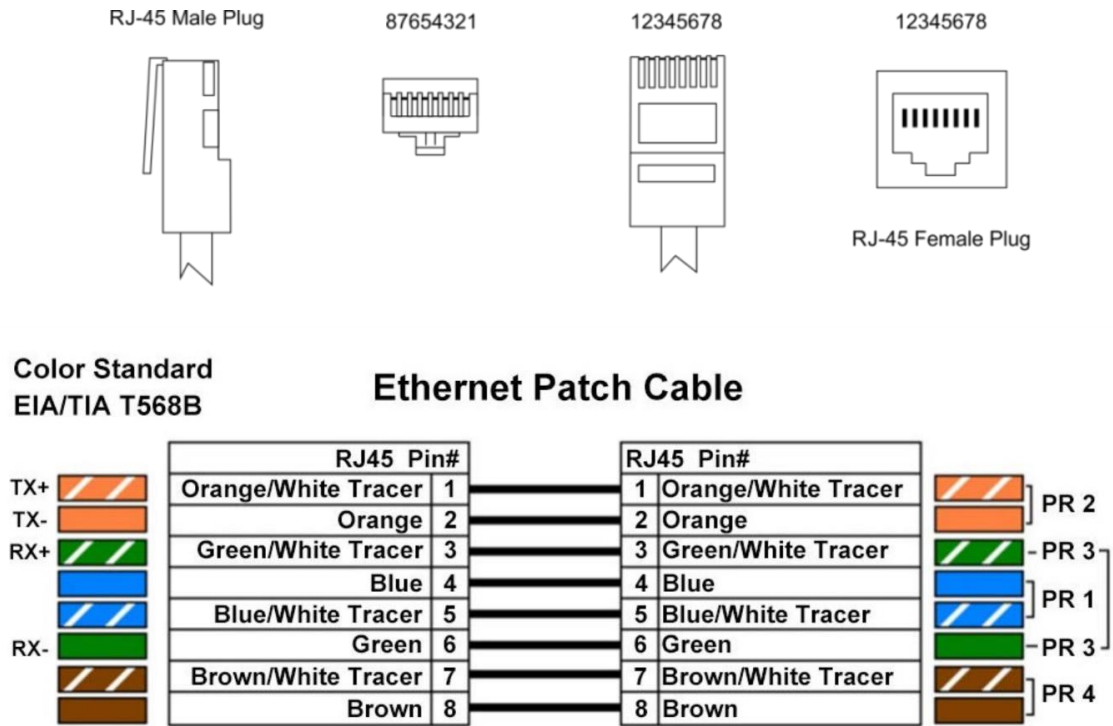 RJ-45 Male Plug
87654321
12345678
12345678
RJ-45 Female Plug
Color Standard
EIA/TIA T568B
Ethernet Patch Cable
RJ45 Pin# RJ45 Pin#
TX+ Orange/White Tracer 1 1 Orange/White Tracer
PR 2
TX- Orange 2 2 Orange
RX+ Green/White Tracer 3 3 Green/White Tracer PR 3
Blue 4 4 Blue
PR 1
Blue/White Tracer 5 5 Blue/White Tracer
RX- Green 6 6 Green PR 3
Brown/White Tracer 7 7 Brown/White Tracer
PR 4
Brown 8 8 Brown